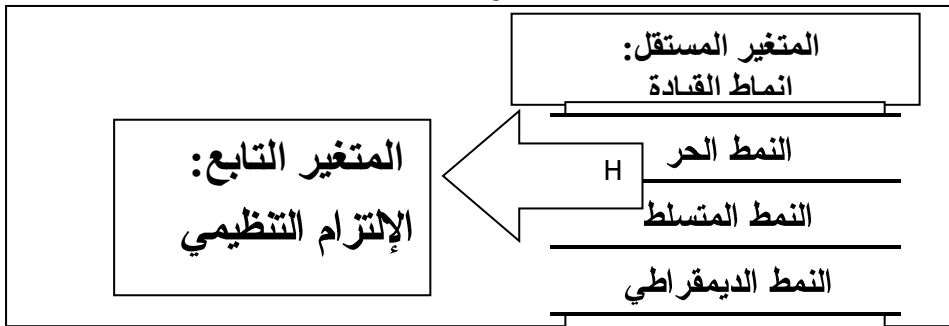 المتغير المستقل:
انماط القيادة
النمط الحر
H
النمط المتسلط
النمط الديمقراطي
المتغير التابع:
الإلتزام التنظيمي